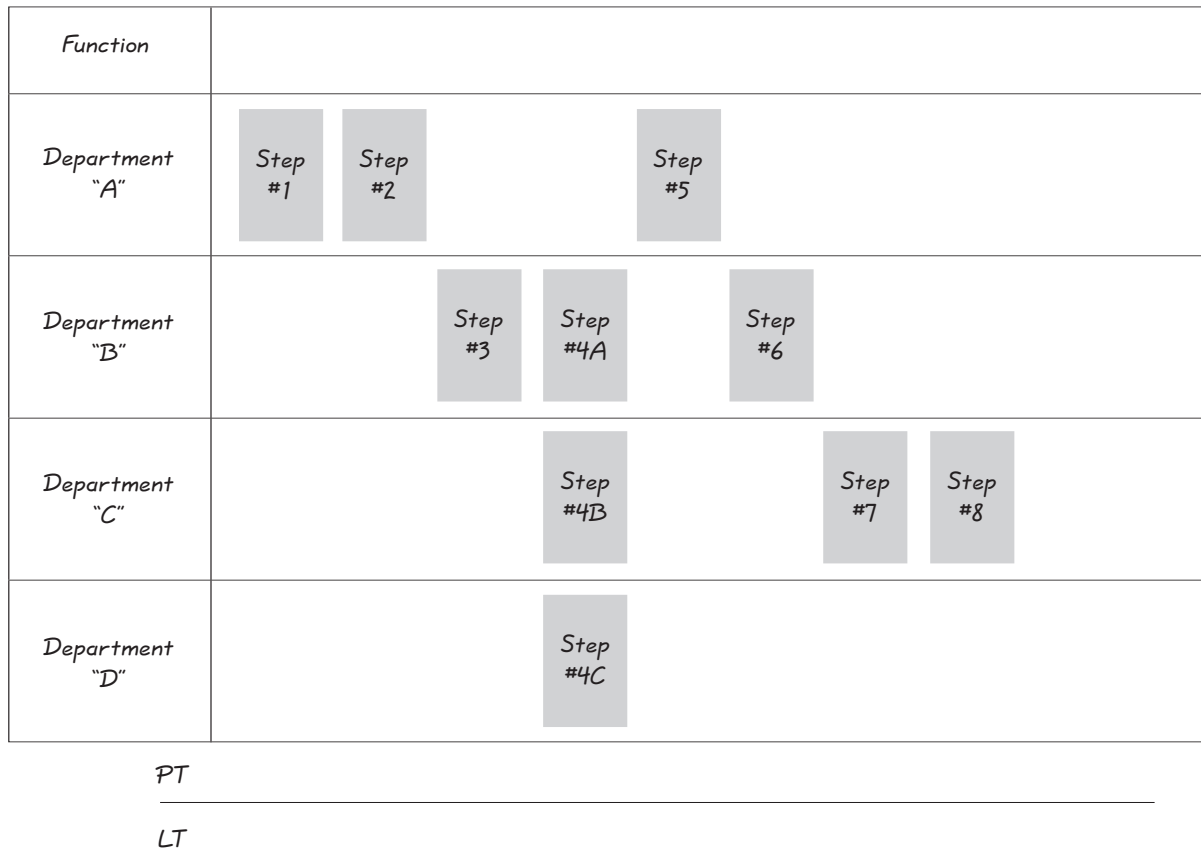 Function
Department
“A”
Step
#1
Step
#2
Step
#5
Department
“B”
Step
#3
Step
#4A
Step
#6
Department
“C”
Step
#4B
Step
#7
Step
#8
Department
“D”
Step
#4C
PT
LT